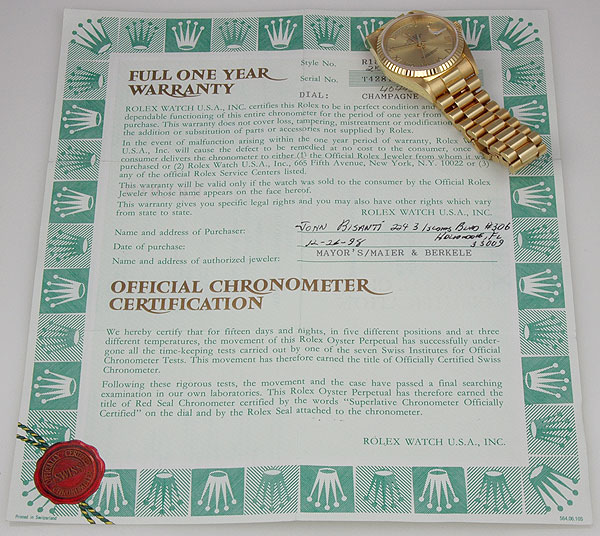 FULL ONE YEAR
WARRANTY
Style No.
Serial No.
DIAL: CHAMPAGNE
ROLEX WATCH U.S.A., INC. certifies this Rolex to be in perfect condition and
dependable functioning of this entire chronometer for the period of one year from
purchase. This warranty does not cover loss, tampering, mistreatment or modification
the addition or substitution of parts or accessories not supplied by Rolex.
In the event of malfunction arising within the one year period of warranty, Rolex
U.S.A., Inc. will cause the defect to be remedied at no cost to the consumer, once
consumer delivers the chronometer to either (1) the Official Rolex Jeweler from whom it was
purchased or (2) Rolex Watch U.S.A., Inc., 665 Fifth Avenue, New York, N.Y. 10022 or (3)
any of the official Rolex Service Centers listed.
This warranty will be valid only if the watch was sold to the consumer by the Official Rolex
Jeweler whose name appears on the face hereof.
This warranty gives you specific legal rights and you may also have other rights which vary
from state to state.
ROLEX WATCH U.S.A., INC.
Name and address of Purchaser: John Bisanti 2243 Blvd #306
Date of purchase: 12-26-98 FL 33009
Name and address of authorized jeweler: MAYOR'S/MAIER & BERKELE
OFFICIAL CHRONOMETER
CERTIFICATION
We hereby certify that for fifteen days and nights, in five different positions and at three
different temperatures, the movement of this Rolex Oyster Perpetual has successfully under-
gone all the time-keeping tests carried out by one of the seven Swiss Institutes for Official
Chronometer Tests. This movement has therefore earned the title of Officially Certified Swiss
Chronometer.
Following these rigorous tests, the movement and the case have passed a final searching
examination in our own laboratories. This Rolex Oyster Perpetual has therefore earned the
title of Red Seal Chronometer certified by the words "Superlative Chronometer Officially
Certified" on the dial and by the Rolex Seal attached to the chronometer.
ROLEX WATCH U.S.A., INC.
SWISS
Printed in Switzerland
564.06.105